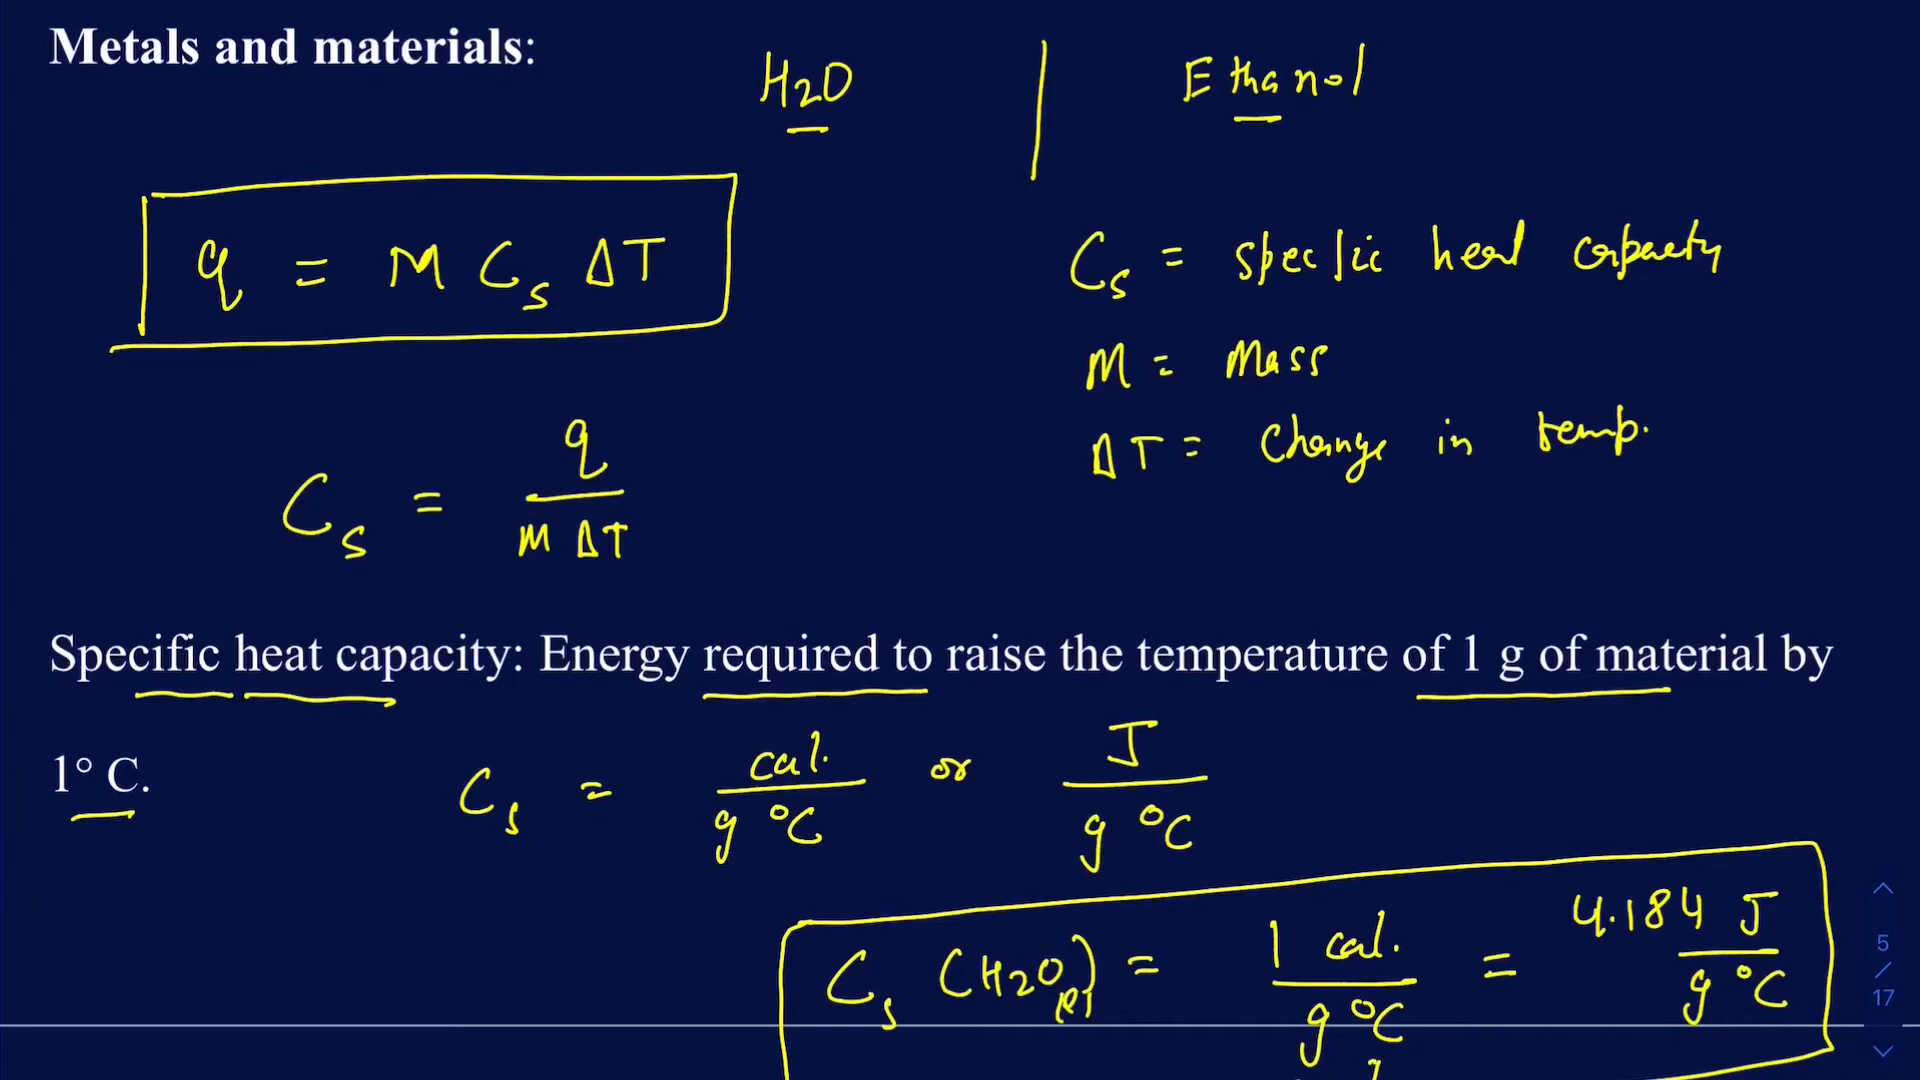 Metals and materials:
H2O | Ethanol
q = M Cs ΔT
Cs = specific heat capacity
M = Mass
ΔT = Change in temp.
Cs = q / M ΔT
Specific heat capacity: Energy required to raise the temperature of 1 g of material by
1° C.
Cs = cal. / g °C or J / g °C
Cs (H2O(l)) = 1 cal. / g °C = 4.184 J / g °C
5
/
17